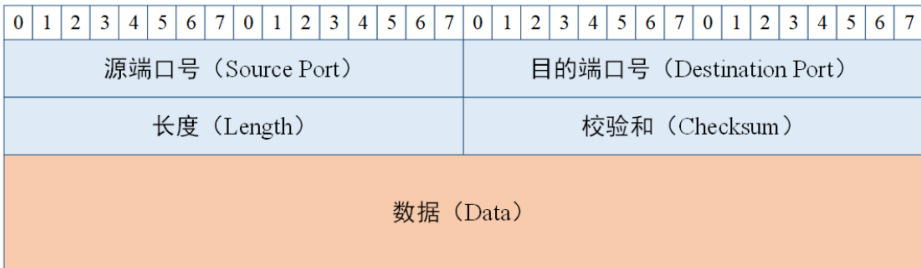 0 1 2 3 4 5 6 7 0 1 2 3 4 5 6 7 0 1 2 3 4 5 6 7 0 1 2 3 4 5 6 7
源端口号（Source Port） 目的端口号（Destination Port）
长度（Length） 校验和（Checksum）
数据（Data）